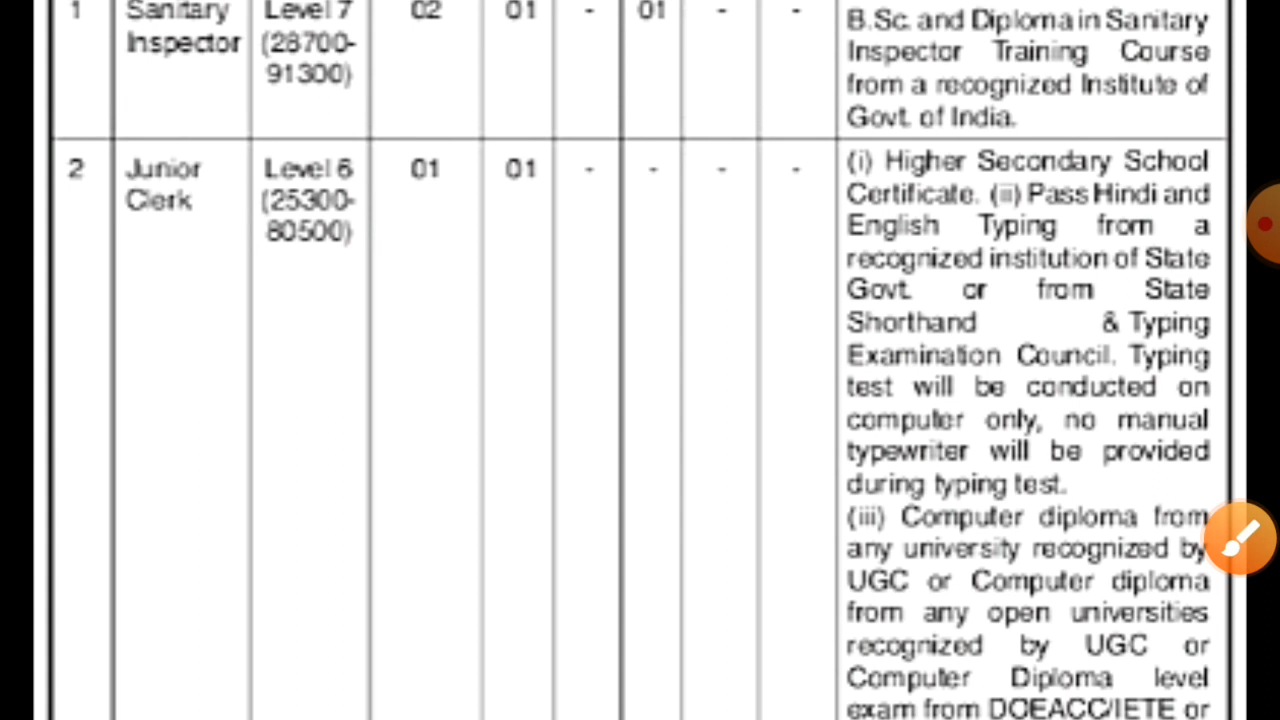 1 Sanitary Level 7 02 01 - 01 - - B.Sc. and Diploma in Sanitary
Inspector (28700- Inspector Training Course
91300) from a recognized Institute of
Govt. of India.
2 Junior Level 6 01 01 - - - - (i) Higher Secondary School
Clerk (25300- Certificate. (ii) Pass Hindi and
80500) English Typing from a
recognized institution of State
Govt. or from State
Shorthand & Typing
Examination Council. Typing
test will be conducted on
computer only, no manual
typewriter will be provided
during typing test.
(iii) Computer diploma from
any university recognized by
UGC or Computer diploma
from any open universities
recognized by UGC or
Computer Diploma level
exam from DOEACC/IETE or